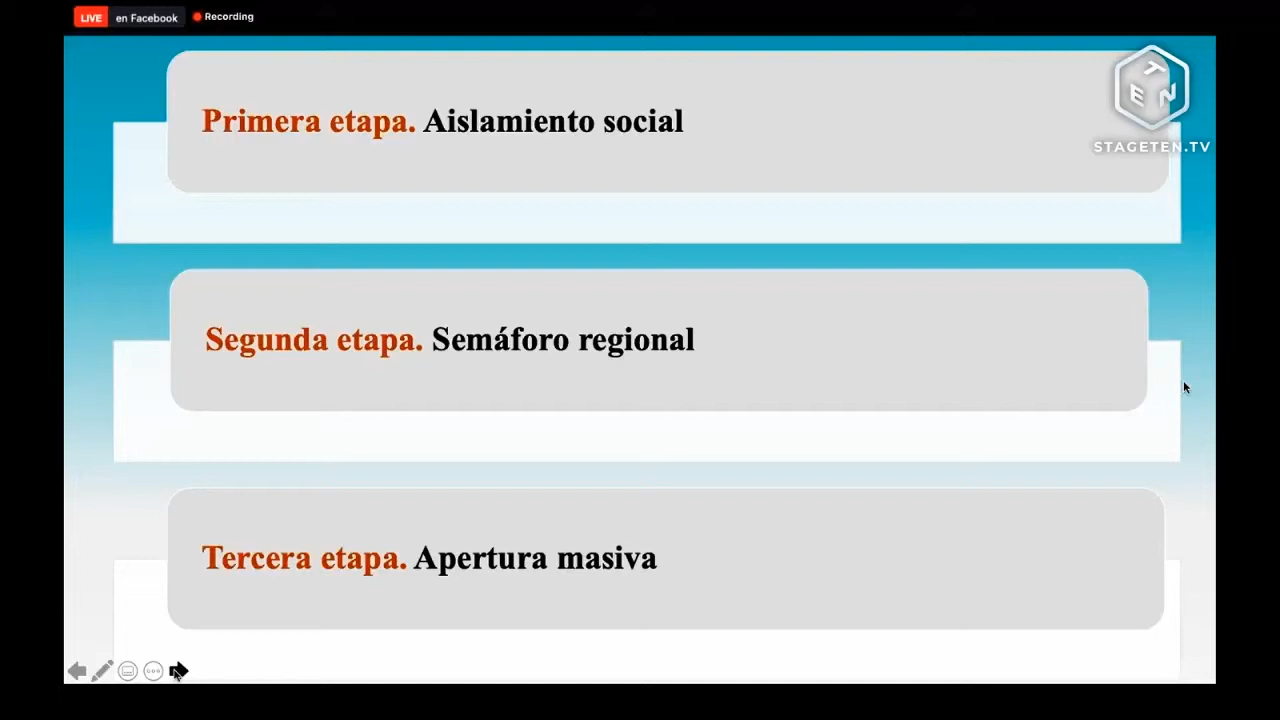 LIVE en Facebook Recording
Primera etapa. Aislamiento social
T
E N
STAGETEN.TV
Segunda etapa. Semáforo regional
Tercera etapa. Apertura masiva